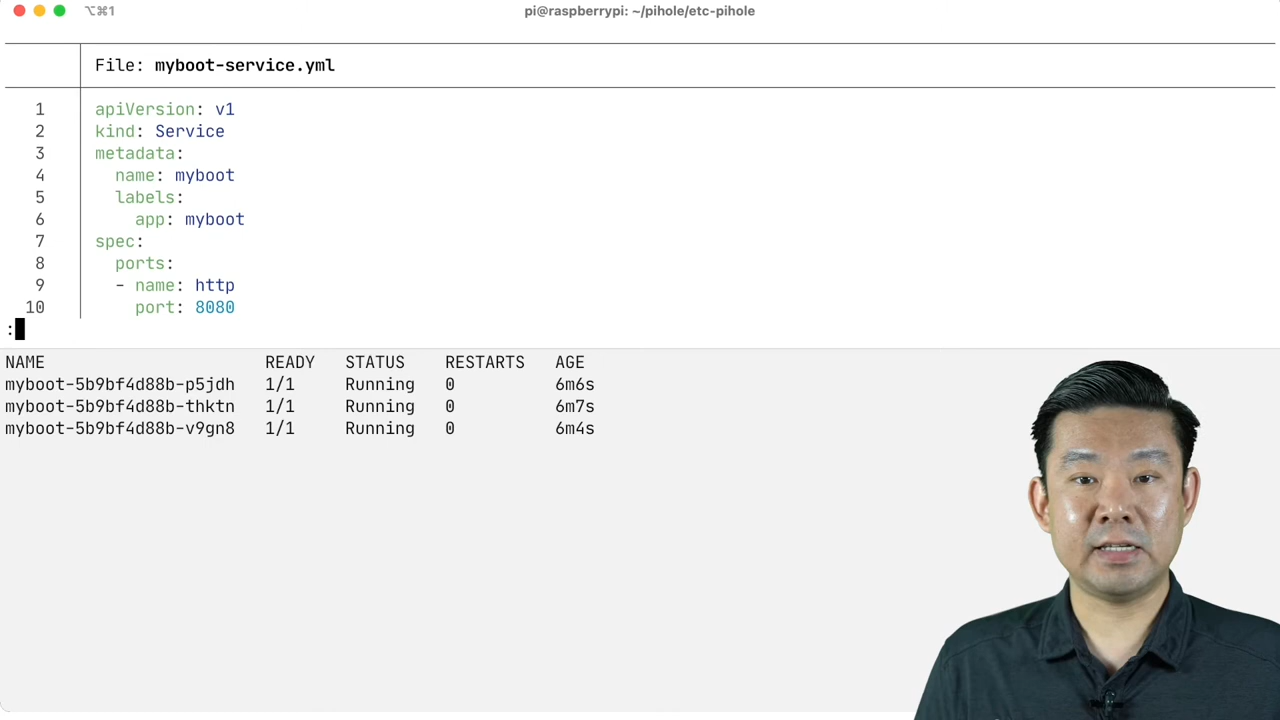 ⌥⌘1
pi@raspberrypi: ~/pihole/etc-pihole
File: myboot-service.yml
1 apiVersion: v1
2 kind: Service
3 metadata:
4   name: myboot
5   labels:
6     app: myboot
7 spec:
8   ports:
9   - name: http
10     port: 8080
:
NAME READY STATUS RESTARTS AGE
myboot-5b9bf4d88b-p5jdh 1/1 Running 0 6m6s
myboot-5b9bf4d88b-thktn 1/1 Running 0 6m7s
myboot-5b9bf4d88b-v9gn8 1/1 Running 0 6m4s